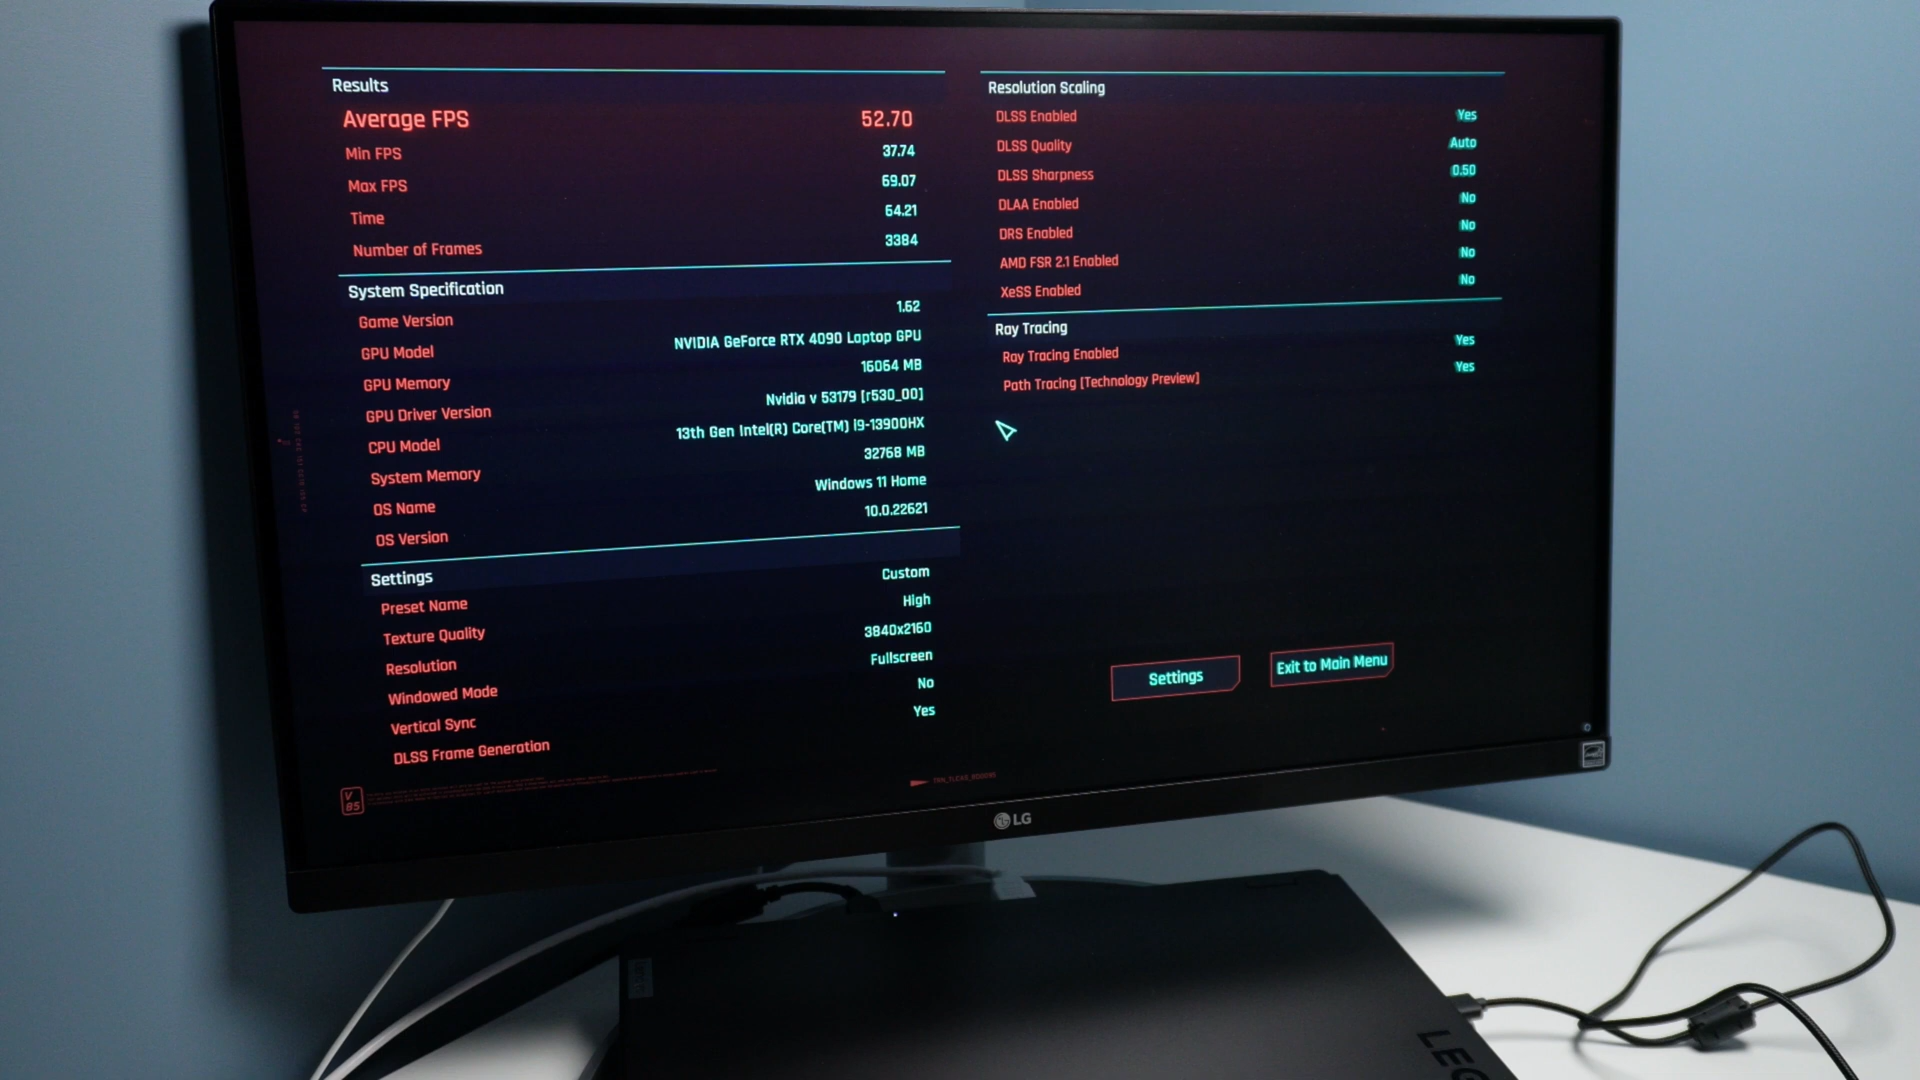 Results
Average FPS 52.70
Min FPS 37.74
Max FPS 69.07
Time 64.21
Number of Frames 3384
System Specification
Game Version 1.62
GPU Model NVIDIA GeForce RTX 4090 Laptop GPU
GPU Memory 16064 MB
GPU Driver Version Nvidia v 53179 [r530_00]
CPU Model 13th Gen Intel(R) Core(TM) i9-13900HX
System Memory 32768 MB
OS Name Windows 11 Home
OS Version 10.0.22621
Settings
Preset Name Custom
Texture Quality High
Resolution 3840x2160
Windowed Mode Fullscreen
Vertical Sync No
DLSS Frame Generation Yes
V
85
Resolution Scaling
DLSS Enabled Yes
DLSS Quality Auto
DLSS Sharpness 0.50
DLAA Enabled No
DRS Enabled No
AMD FSR 2.1 Enabled No
XeSS Enabled No
Ray Tracing
Ray Tracing Enabled Yes
Path Tracing [Technology Preview] Yes
Settings
Exit to Main Menu
LG